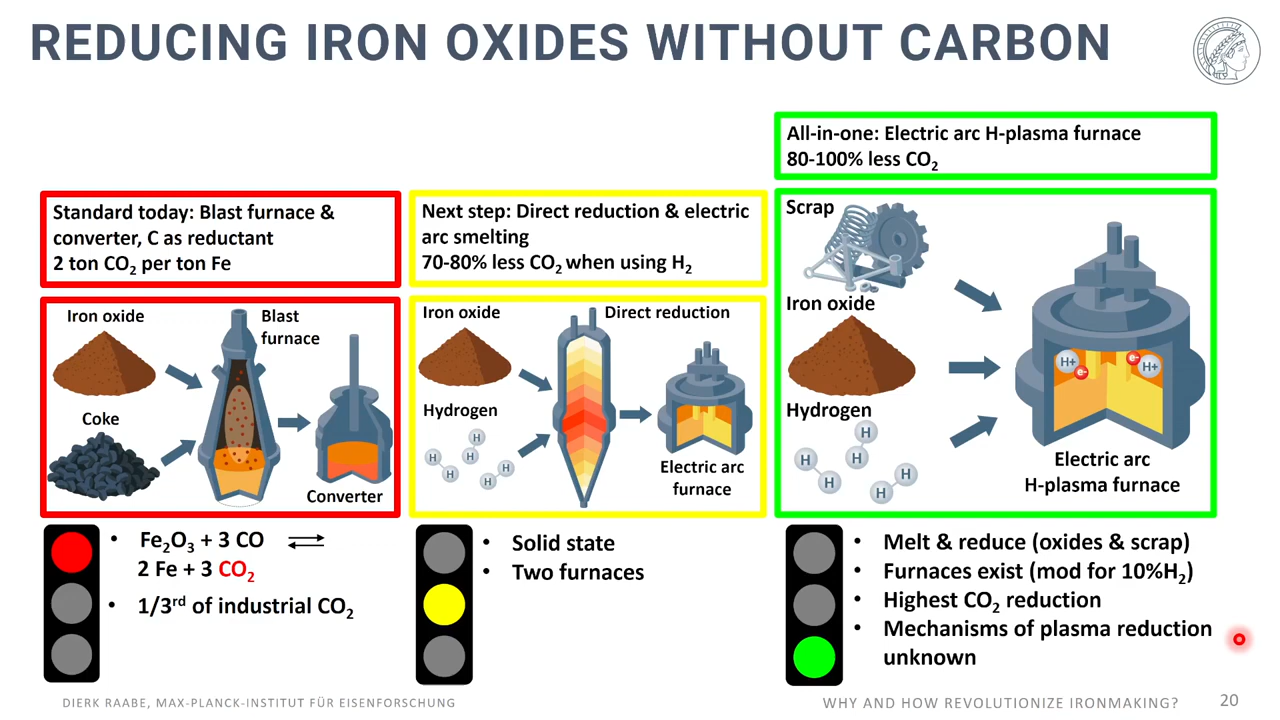 REDUCING IRON OXIDES WITHOUT CARBON
All-in-one: Electric arc H-plasma furnace
80-100% less CO₂
Standard today: Blast furnace &
converter, C as reductant
2 ton CO₂ per ton Fe
Next step: Direct reduction & electric
arc smelting
70-80% less CO₂ when using H₂
Iron oxide
Blast
furnace
Coke
Converter
Iron oxide
Direct reduction
Hydrogen
H
H
H
H
H
H
Electric arc
furnace
Scrap
Iron oxide
Hydrogen
H
H
H
H
H
H
H+
e-
e-
H+
Electric arc
H-plasma furnace
• Fe₂O₃ + 3 CO ⇌
2 Fe + 3 CO₂
• 1/3ʳᵈ of industrial CO₂
• Solid state
• Two furnaces
• Melt & reduce (oxides & scrap)
• Furnaces exist (mod for 10%H₂)
• Highest CO₂ reduction
• Mechanisms of plasma reduction
unknown
DIERK RAABE, MAX-PLANCK-INSTITUT FÜR EISENFORSCHUNG
WHY AND HOW REVOLUTIONIZE IRONMAKING?
20